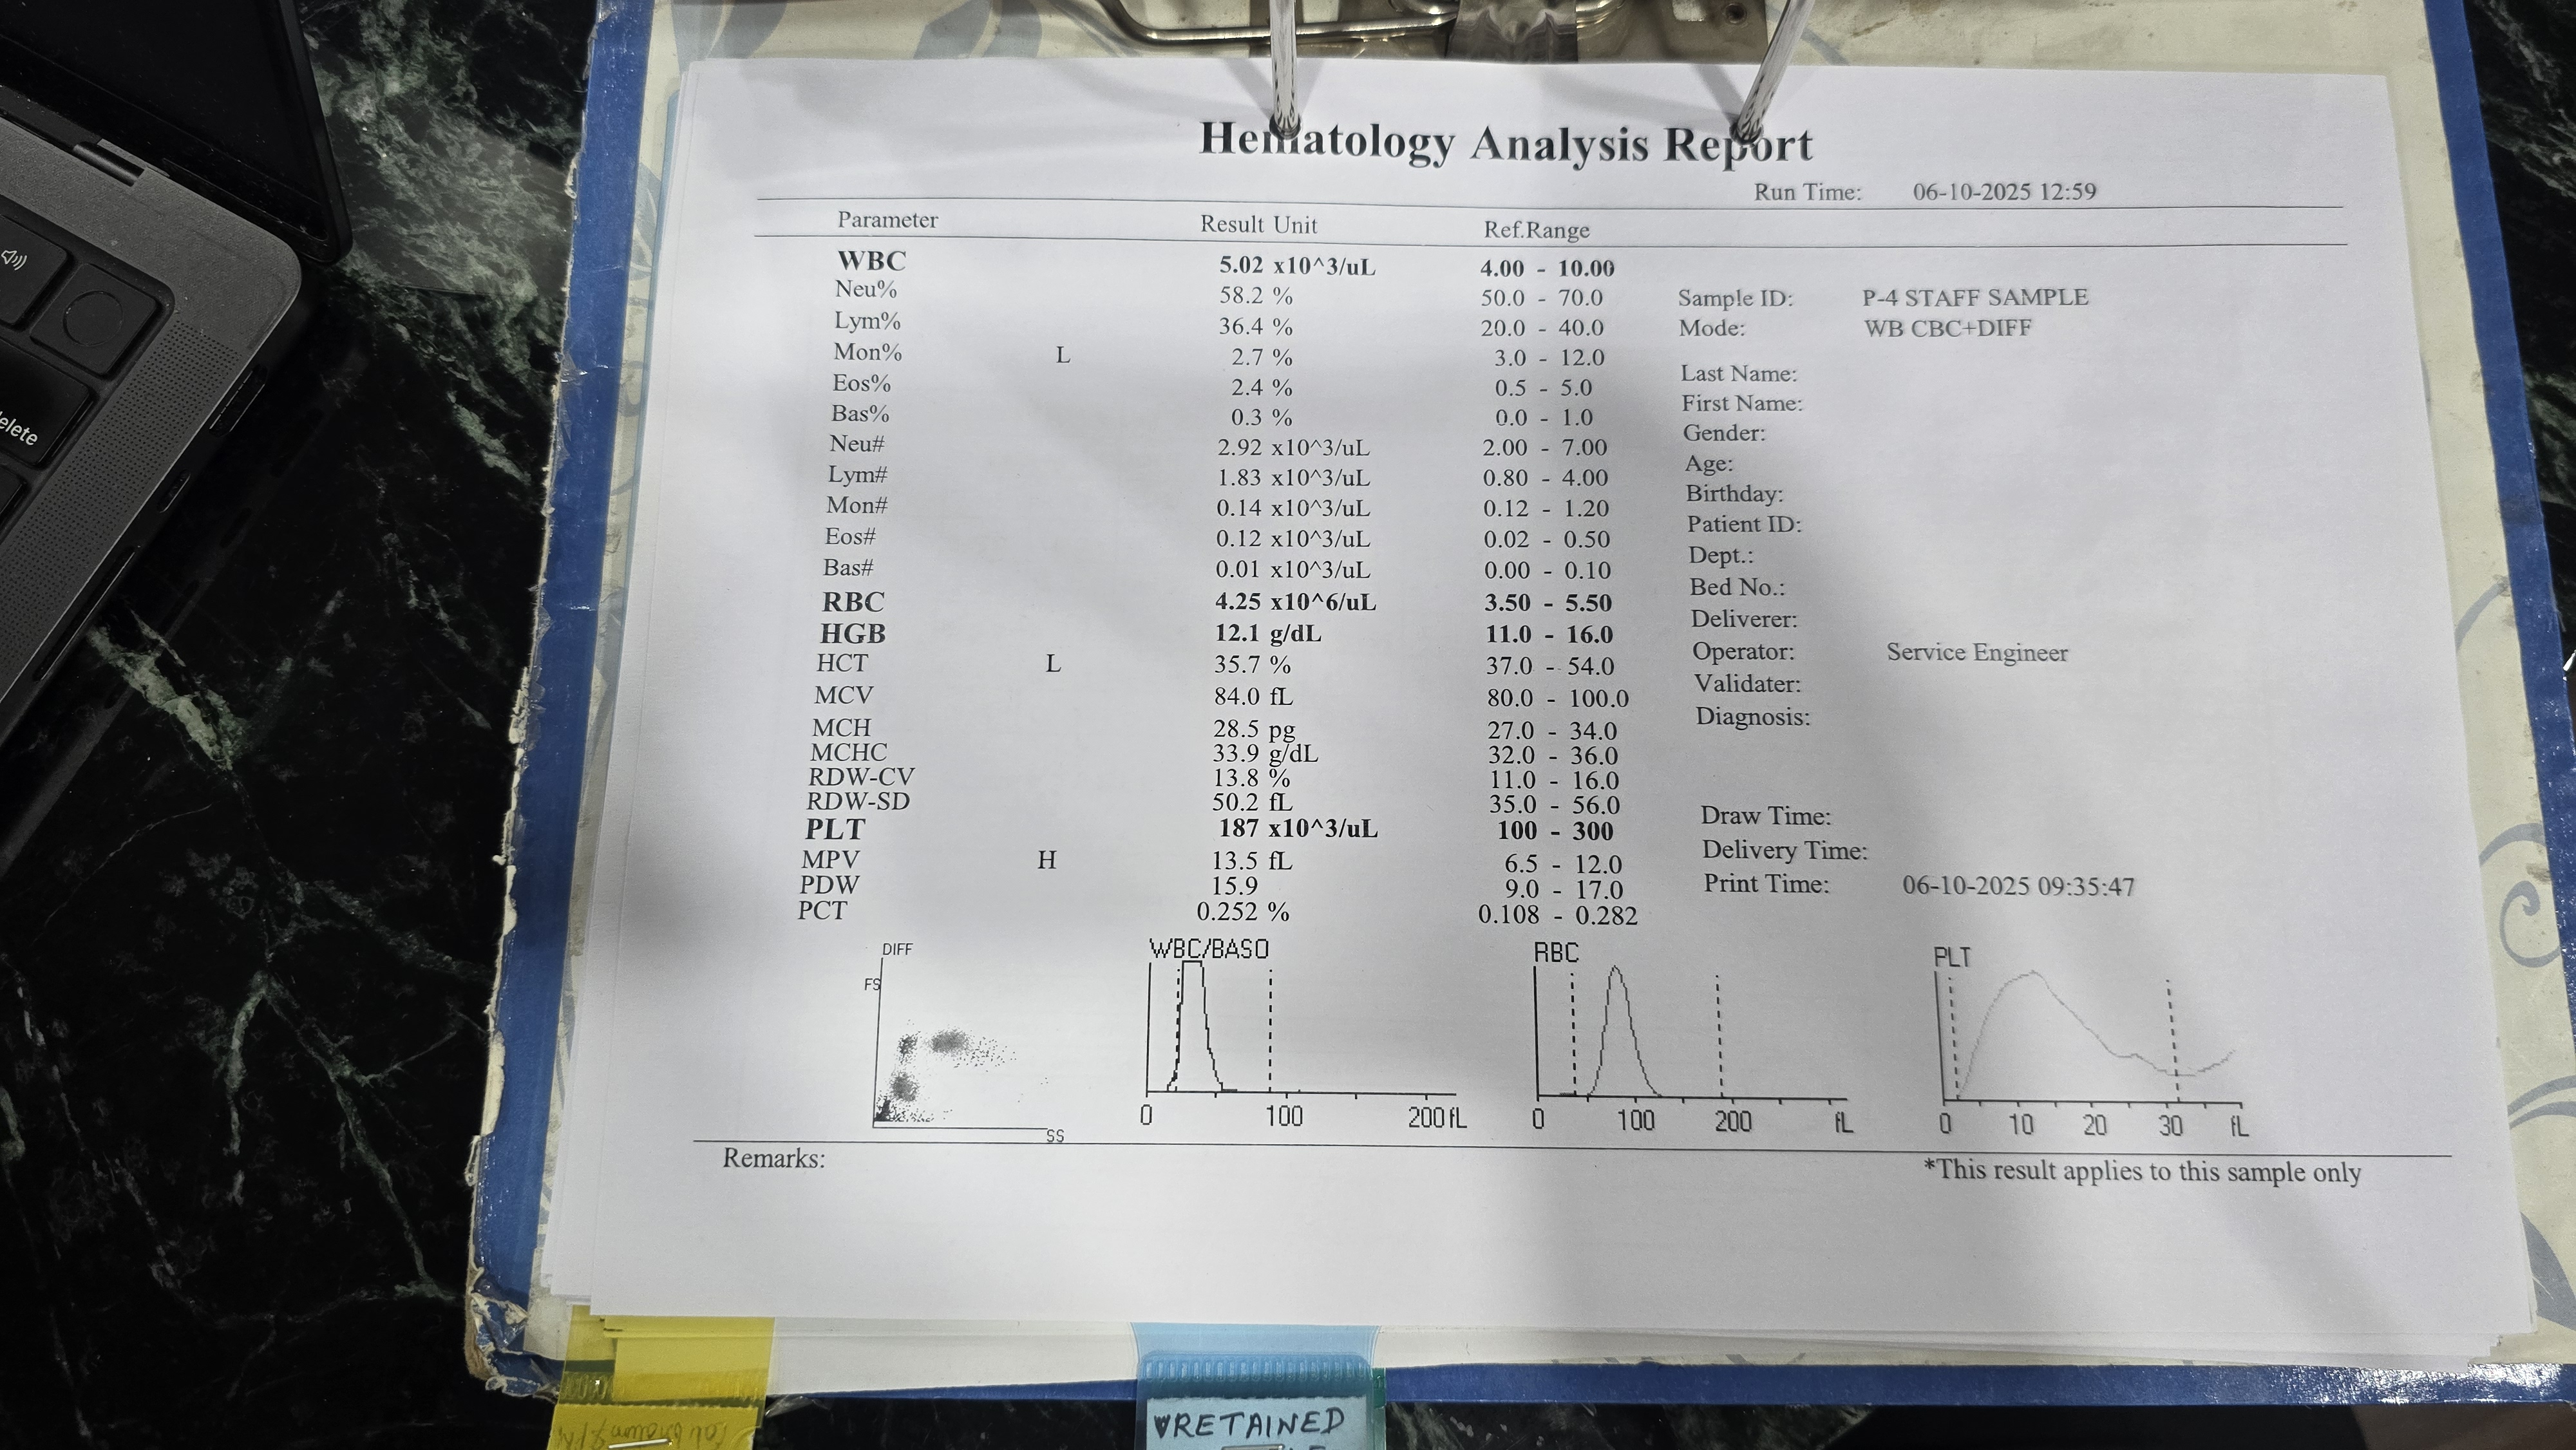 Hematology Analysis Report
Run Time: 06-10-2025 12:59
Parameter Result Unit Ref.Range
WBC 5.02 x10^3/uL 4.00 - 10.00
Neu% 58.2 % 50.0 - 70.0
Lym% 36.4 % 20.0 - 40.0
Mon% L 2.7 % 3.0 - 12.0
Eos% 2.4 % 0.5 - 5.0
Bas% 0.3 % 0.0 - 1.0
Neu# 2.92 x10^3/uL 2.00 - 7.00
Lym# 1.83 x10^3/uL 0.80 - 4.00
Mon# 0.14 x10^3/uL 0.12 - 1.20
Eos# 0.12 x10^3/uL 0.02 - 0.50
Bas# 0.01 x10^3/uL 0.00 - 0.10
RBC 4.25 x10^6/uL 3.50 - 5.50
HGB 12.1 g/dL 11.0 - 16.0
HCT L 35.7 % 37.0 - 54.0
MCV 84.0 fL 80.0 - 100.0
MCH 28.5 pg 27.0 - 34.0
MCHC 33.9 g/dL 32.0 - 36.0
RDW-CV 13.8 % 11.0 - 16.0
RDW-SD 50.2 fL 35.0 - 56.0
PLT 187 x10^3/uL 100 - 300
MPV H 13.5 fL 6.5 - 12.0
PDW 15.9 9.0 - 17.0
PCT 0.252 % 0.108 - 0.282
Sample ID: P-4 STAFF SAMPLE
Mode: WB CBC+DIFF
Last Name:
First Name:
Gender:
Age:
Birthday:
Patient ID:
Dept.:
Bed No.:
Deliverer:
Operator: Service Engineer
Validater:
Diagnosis:
Draw Time:
Delivery Time:
Print Time: 06-10-2025 09:35:47
DIFF
FS
SS
WBC/BASO
0 100 200 fL
RBC
0 100 200 fL
PLT
0 10 20 30 fL
Remarks:
*This result applies to this sample only
RETAINED
delete